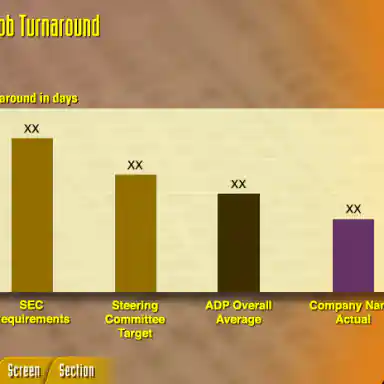 ob Turnaround
around in days
XX
XX
XX
XX
SEC
equirements
Steering
Committee
Target
ADP Overall
Average
Company Nam
Actual
Screen / Section